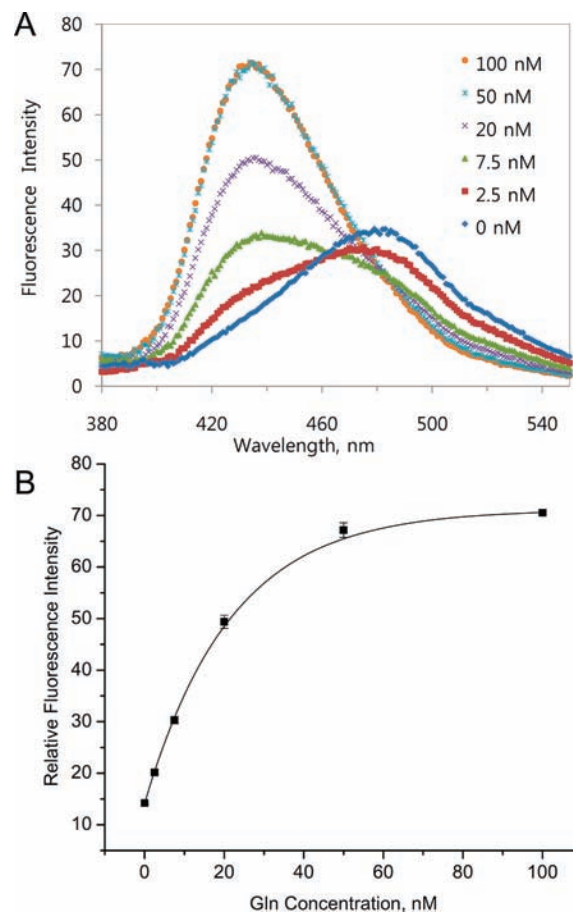 A
Fluorescence Intensity
80
70
60
50
40
30
20
10
0
100 nM
50 nM
20 nM
7.5 nM
2.5 nM
0 nM
380
420
460
500
540
Wavelength, nm
B
Relative Fluorescence Intensity
80
70
60
50
40
30
20
10
0
20
40
60
80
100
Gln Concentration, nM